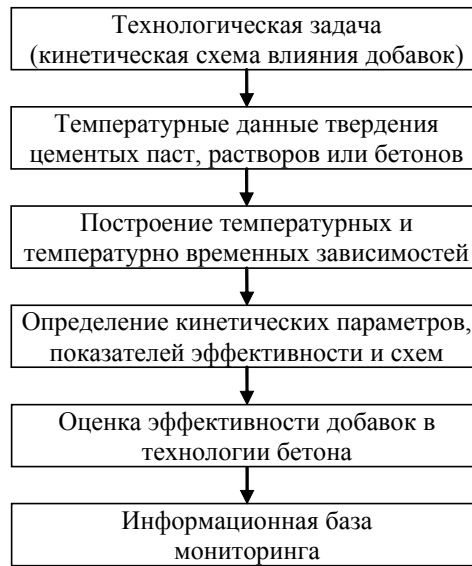 Технологическая задача
(кинетическая схема влияния добавок)
Температурные данные твердения
цементых паст, растворов или бетонов
Построение температурных и
температурно временных зависимостей
Определение кинетических параметров,
показателей эффективности и схем
Оценка эффективности добавок в
технологии бетона
Информационная база
мониторинга